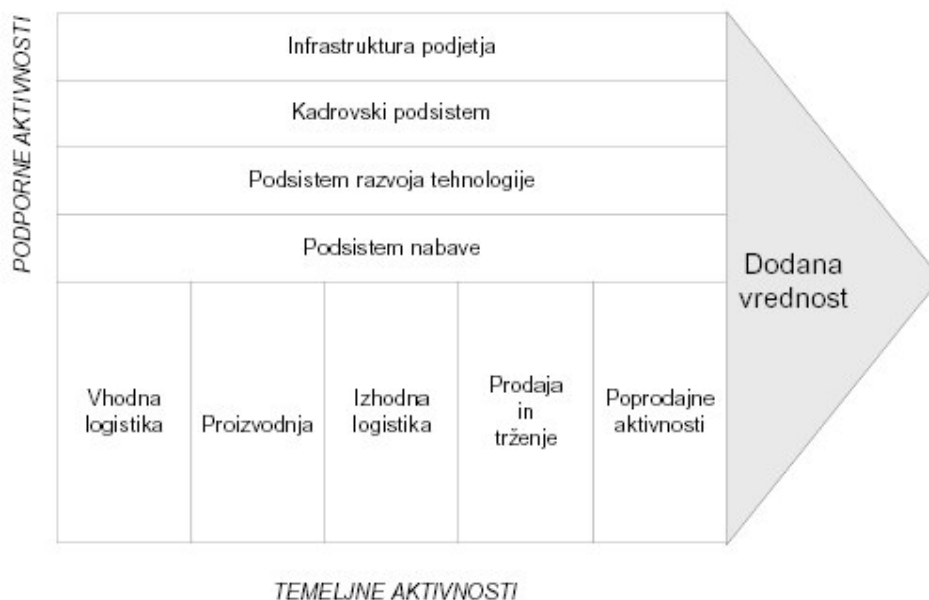 PODPORNE AKTIVNOSTI
Infrastruktura podjetja
Kadrovski podsistem
Podsistem razvoja tehnologije
Podsistem nabave
Vhodna
logistika
Proizvodnja
Izhodna
logistika
Prodaja
in
trženje
Poprodajne
aktivnosti
Dodana
vrednost
TEMELJNE AKTIVNOSTI